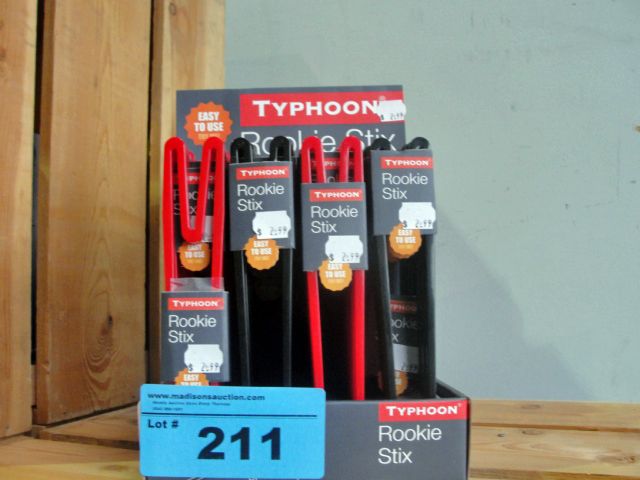 TYPHOON
EASY
TO USE
Rookie Stix
TYPHOON
Rookie
Stix
$ 2.99
EASY
TO USE
TYPHOON
Rookie
Stix
$ 2.99
EASY
TO USE
TYPHOON
Rookie
Stix
$ 2.99
EASY
TO USE
TYPHOON
Rookie
Stix
$ 2.99
EASY
www.madisonsauction.com
Lot #
211
TYPHOON
Rookie
Stix